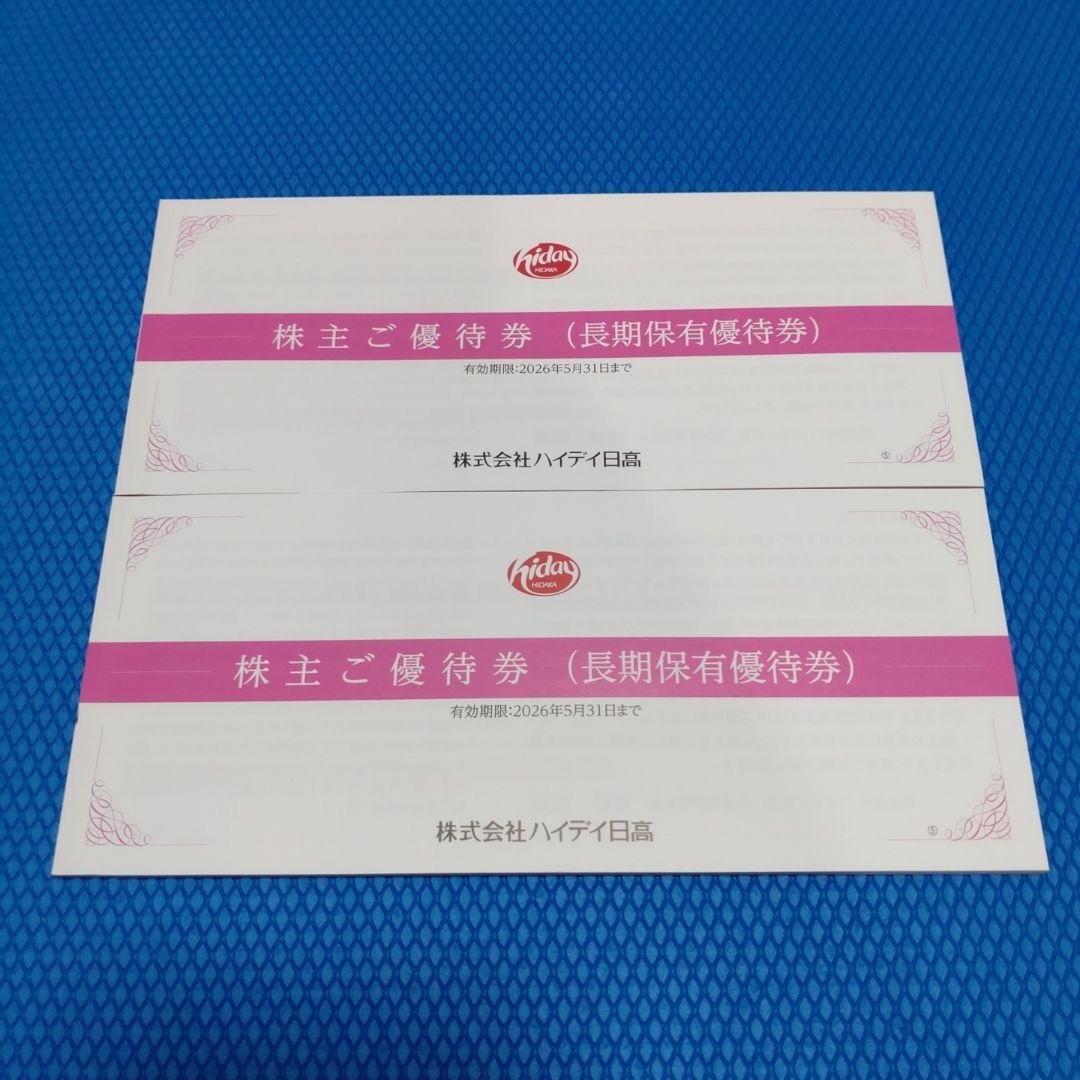 hiday
HIDAKA
株主ご優待券（長期保有優待券）
有効期限:2026年5月31日まで
株式会社ハイデイ日高
⑤
hiday
HIDAKA
株主ご優待券（長期保有優待券）
有効期限:2026年5月31日まで
株式会社ハイデイ日高
⑤